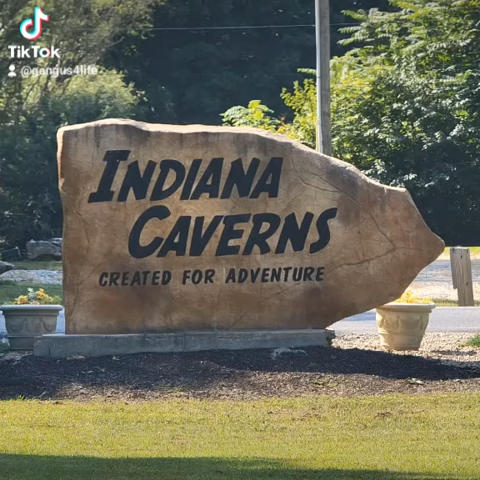 TikTok
@gangus4life
INDIANA
CAVERNS
CREATED FOR ADVENTURE